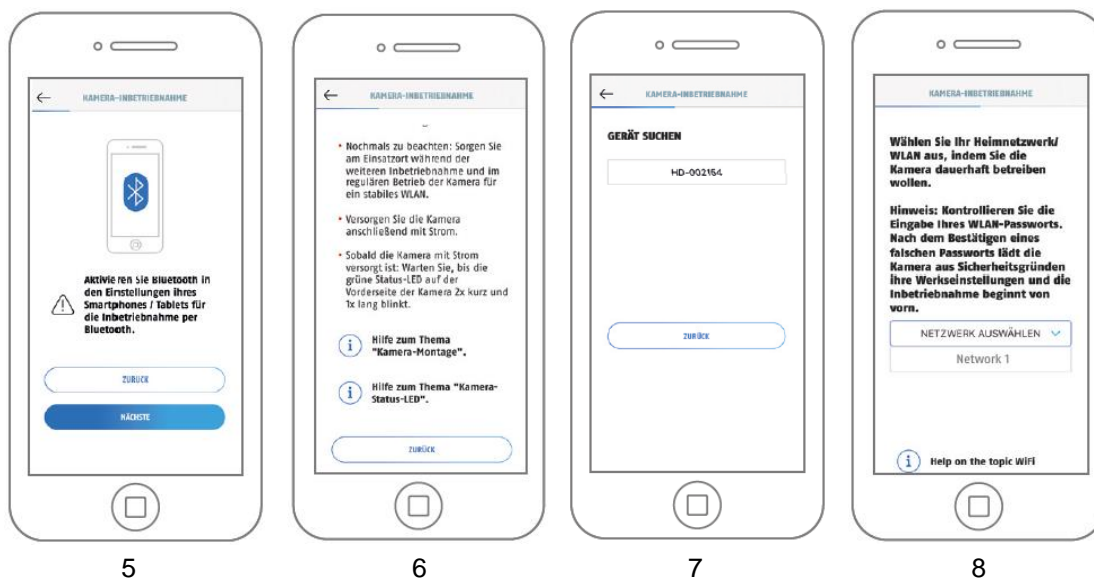 KAMERA-INBETRIEBNAHME
Aktivieren Sie Bluetooth in
den Einstellungen ihres
Smartphones / Tablets für
die Inbetriebnahme per
Bluetooth.
ZURÜCK
NÄCHSTE
5
KAMERA-INBETRIEBNAHME
• Nochmals zu beachten: Sorgen Sie
am Einsatzort während der
weiteren Inbetriebnahme und im
regulären Betrieb der Kamera für
ein stabiles WLAN.
• Versorgen Sie die Kamera
anschließend mit Strom.
• Sobald die Kamera mit Strom
versorgt ist: Warten Sie, bis die
grüne Status-LED auf der
Vorderseite der Kamera 2x kurz und
1x lang blinkt.
Hilfe zum Thema
"Kamera-Montage".
Hilfe zum Thema "Kamera-
Status-LED".
ZURÜCK
6
KAMERA-INBETRIEBNAHME
GERÄT SUCHEN
HD-002154
ZURÜCK
7
KAMERA-INBETRIEBNAHME
Wählen Sie Ihr Heimnetzwerk/
WLAN aus, indem Sie die
Kamera dauerhaft betreiben
wollen.
Hinweis: Kontrollieren Sie die
Eingabe Ihres WLAN-Passworts.
Nach dem Bestätigen eines
falschen Passworts lädt die
Kamera aus Sicherheitsgründen
ihre Werkseinstellungen und die
Inbetriebnahme beginnt von
vorn.
NETZWERK AUSWÄHLEN
Network 1
Help on the topic WiFi
8